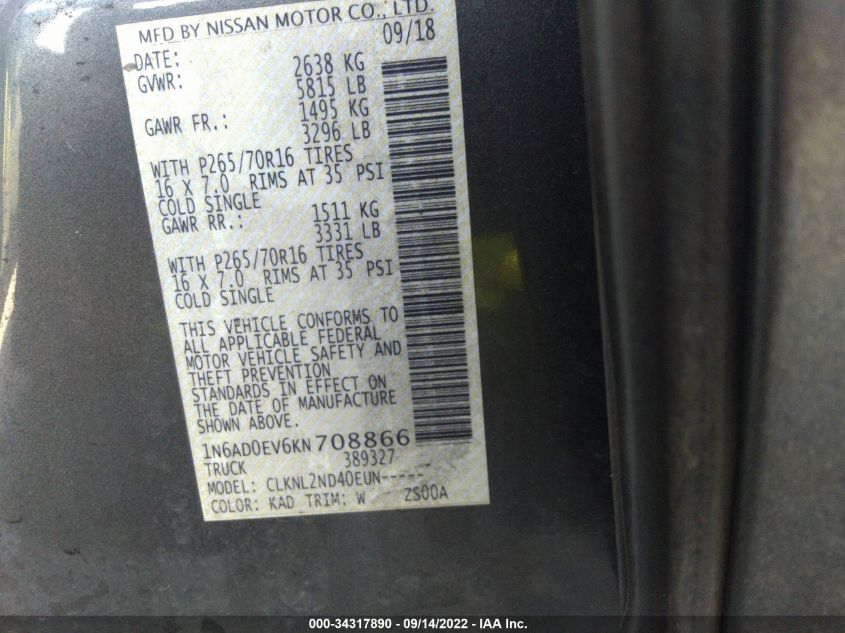 MFD BY NISSAN MOTOR CO., LTD.
DATE: 09/18
GVWR: 2638 KG
5815 LB
GAWR FR.: 1495 KG
3296 LB
WITH P265/70R16 TIRES
16 X 7.0 RIMS AT 35 PSI
COLD SINGLE
GAWR RR.: 1511 KG
3331 LB
WITH P265/70R16 TIRES
16 X 7.0 RIMS AT 35 PSI
COLD SINGLE
THIS VEHICLE CONFORMS TO
ALL APPLICABLE FEDERAL
MOTOR VEHICLE SAFETY AND
THEFT PREVENTION
STANDARDS IN EFFECT ON
THE DATE OF MANUFACTURE
SHOWN ABOVE.
1N6AD0EV6KN708866
TRUCK 389327
MODEL: CLKNL2ND40EUN-----
COLOR: KAD TRIM: W ZS00A
000-34317890 - 09/14/2022 - IAA Inc.